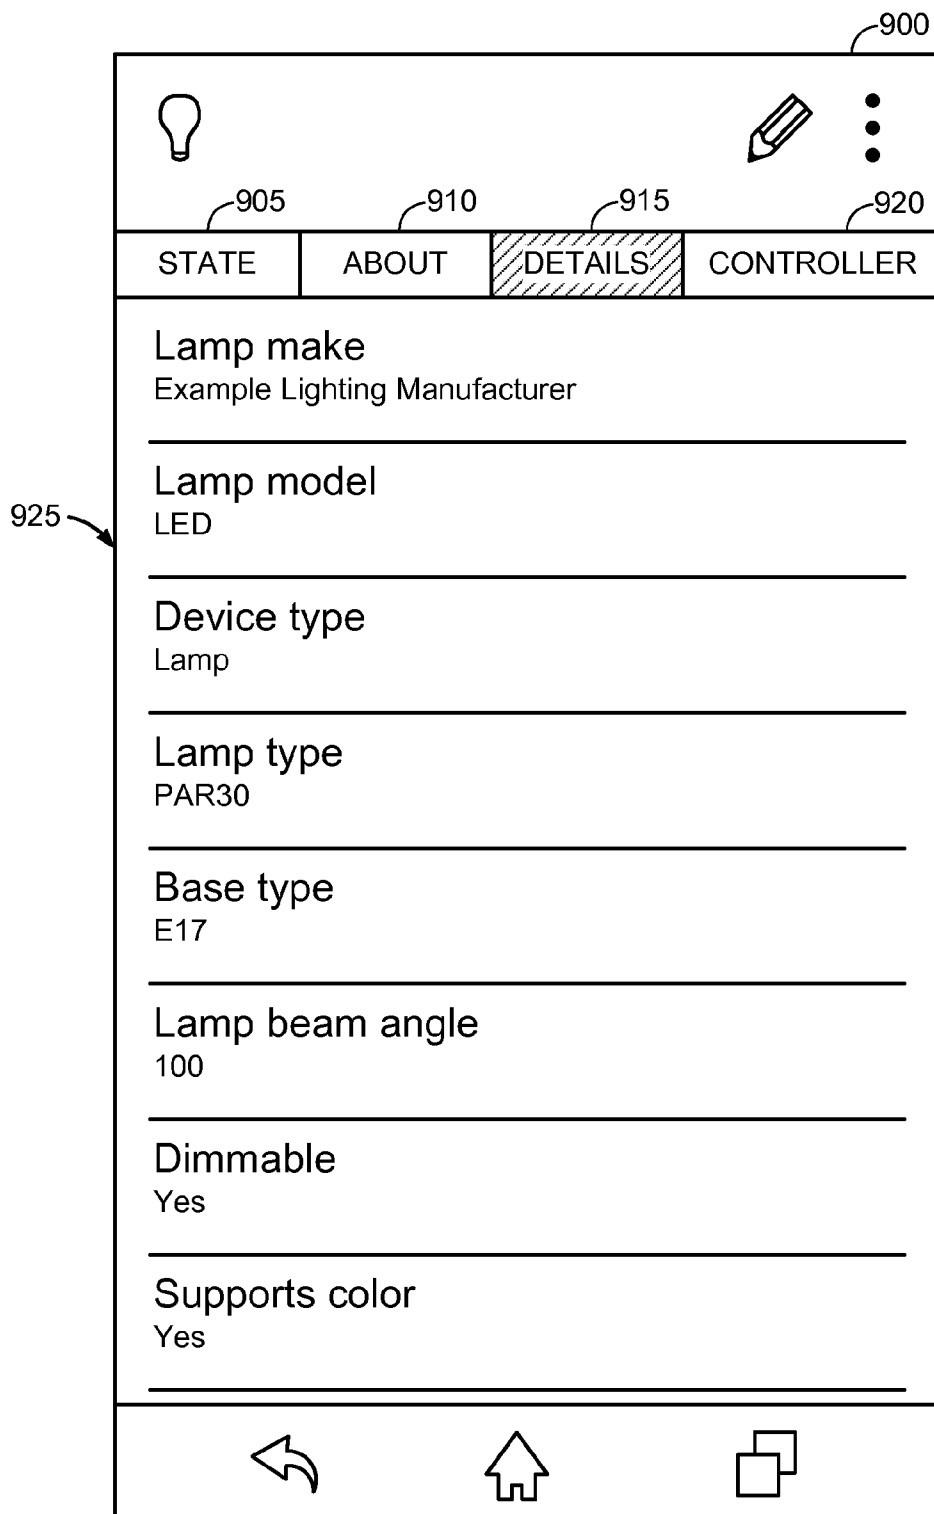 900
905 910 915 920
STATE ABOUT DETAILS CONTROLLER
Lamp make
Example Lighting Manufacturer
Lamp model
925
LED
Device type
Lamp
Lamp type
PAR30
Base type
E17
Lamp beam angle
100
Dimmable
Yes
Supports color
Yes